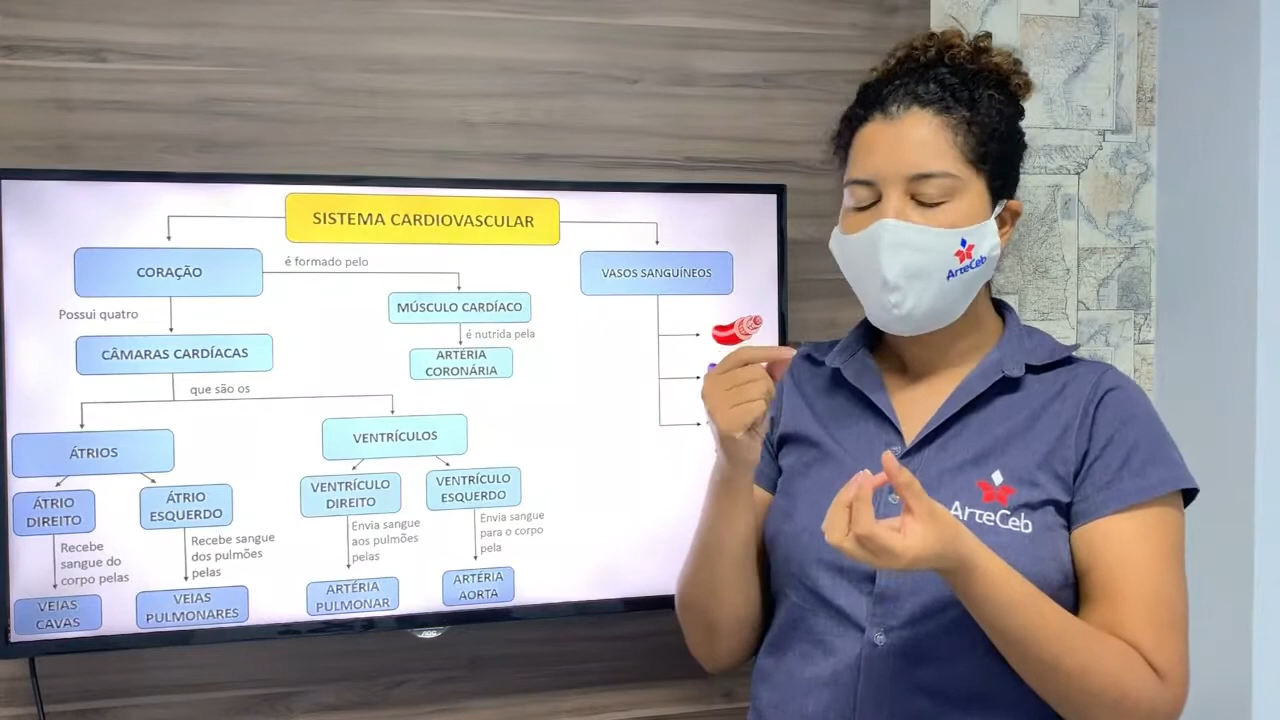 SISTEMA CARDIOVASCULAR
CORAÇÃO
é formado pelo
VASOS SANGUÍNEOS
Possui quatro
MÚSCULO CARDÍACO
é nutrida pela
CÂMARAS CARDÍACAS
ARTÉRIA
CORONÁRIA
que são os
ÁTRIOS
VENTRÍCULOS
ÁTRIO
DIREITO
ÁTRIO
ESQUERDO
VENTRÍCULO
DIREITO
VENTRÍCULO
ESQUERDO
Recebe
sangue do
corpo pelas
Recebe sangue
dos pulmões
pelas
Envia sangue
aos pulmões
pelas
Envia sangue
para o corpo
pela
VEIAS
CAVAS
VEIAS
PULMONARES
ARTÉRIA
PULMONAR
ARTÉRIA
AORTA
AOC
ArteCeb
ArteCeb